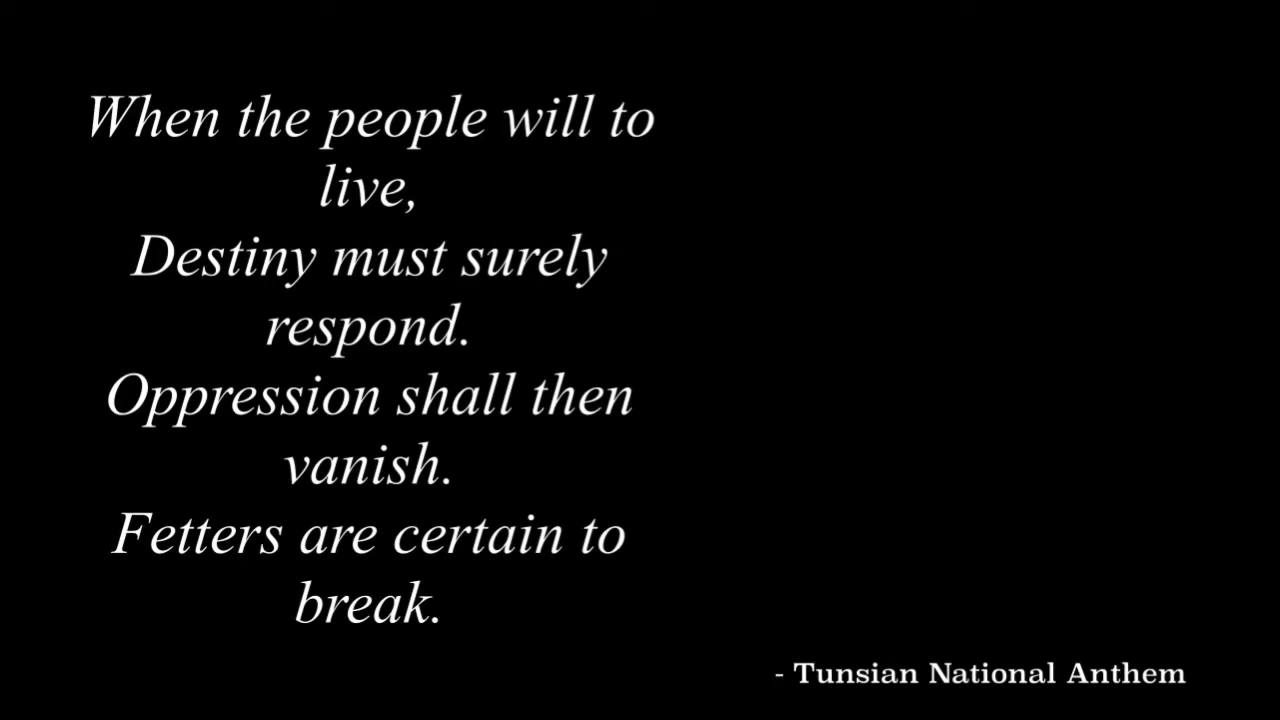 When the people will to
live,
Destiny must surely
respond.
Oppression shall then
vanish.
Fetters are certain to
break.
- Tunsian National Anthem